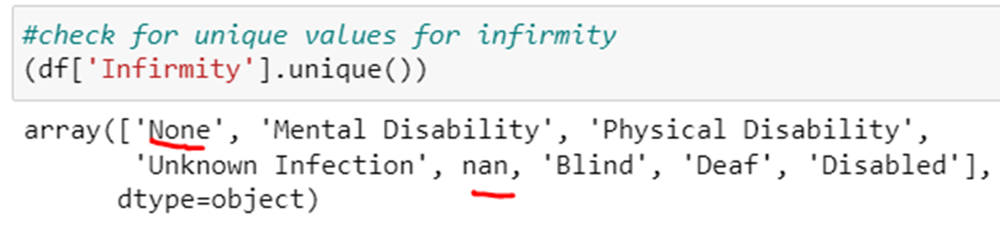 #check for unique values for infirmity
(df['Infirmity'].unique())
array(['None', 'Mental Disability', 'Physical Disability',
'Unknown Infection', nan, 'Blind', 'Deaf', 'Disabled'],
dtype=object)